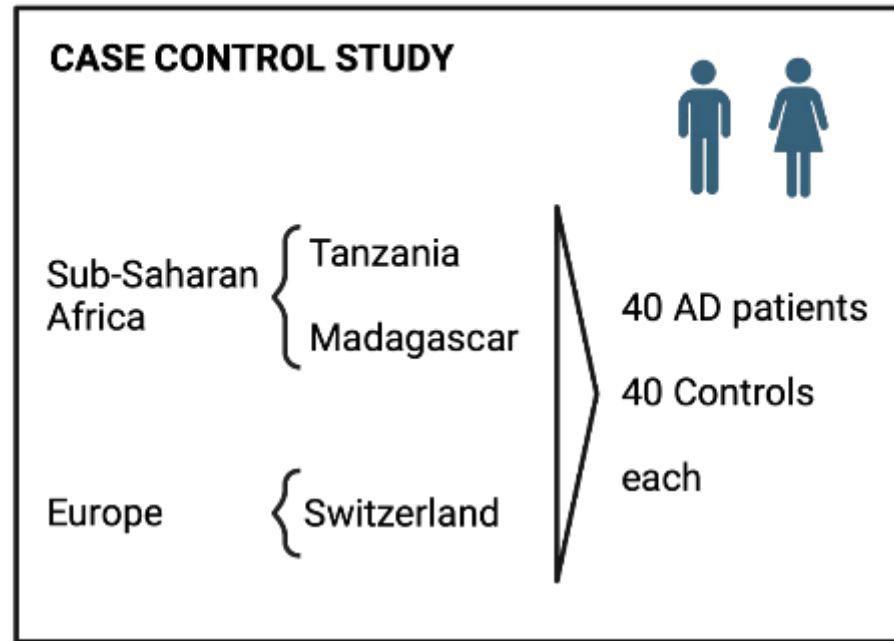 CASE CONTROL STUDY
Sub-Saharan
Africa
Tanzania
Madagascar
Europe
Switzerland
40 AD patients
40 Controls
each